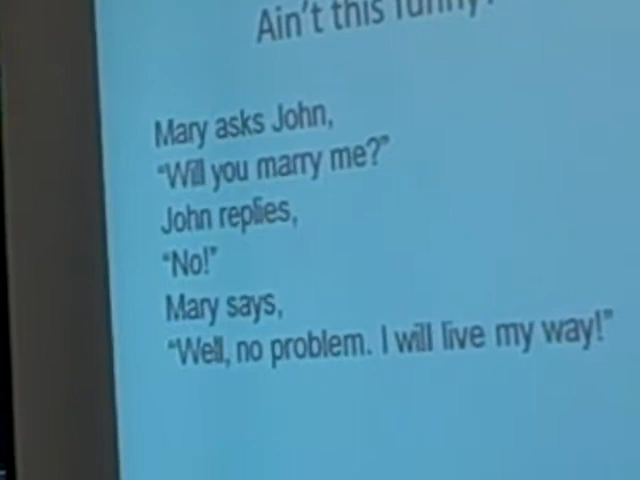 Ain't this funny?
Mary asks John,
“Will you marry me?”
John replies,
“No!”
Mary says,
“Well, no problem. I will live my way!”